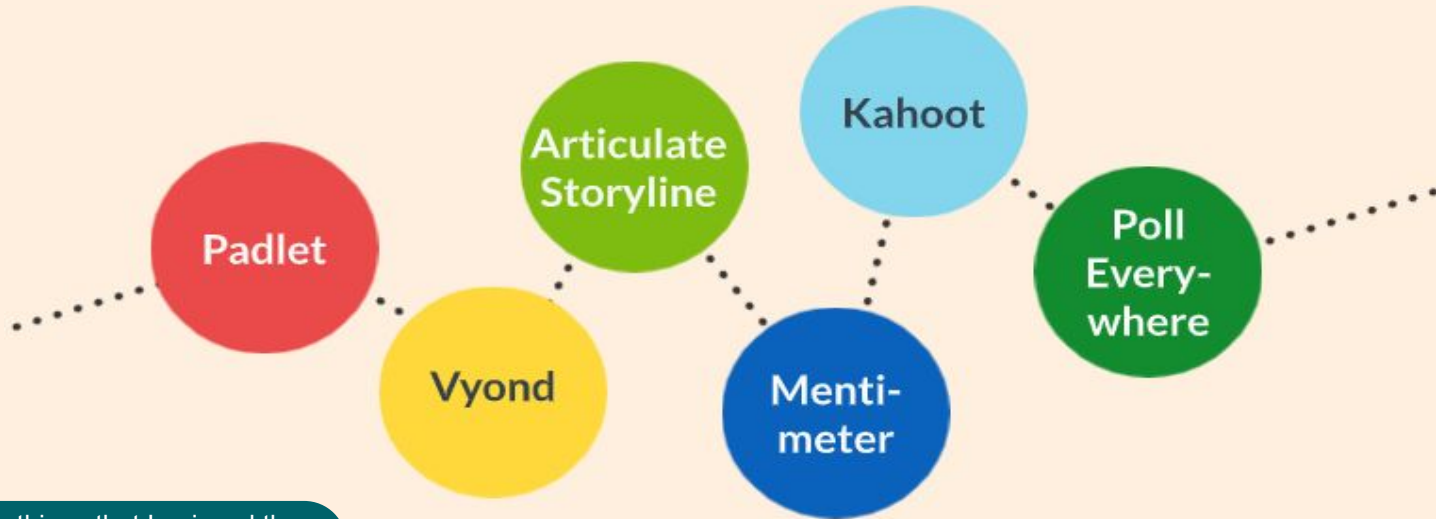 Padlet
Vyond
Articulate
Storyline
Menti-
meter
Kahoot
Poll
Every-
where